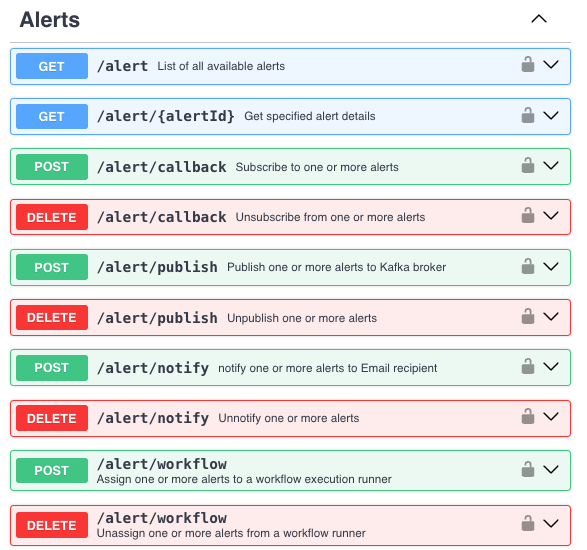 Alerts
GET /alert List of all available alerts
GET /alert/{alertId} Get specified alert details
POST /alert/callback Subscribe to one or more alerts
DELETE /alert/callback Unsubscribe from one or more alerts
POST /alert/publish Publish one or more alerts to Kafka broker
DELETE /alert/publish Unpublish one or more alerts
POST /alert/notify notify one or more alerts to Email recipient
DELETE /alert/notify Unnotify one or more alerts
POST /alert/workflow
Assign one or more alerts to a workflow execution runner
DELETE /alert/workflow
Unassign one or more alerts from a workflow runner